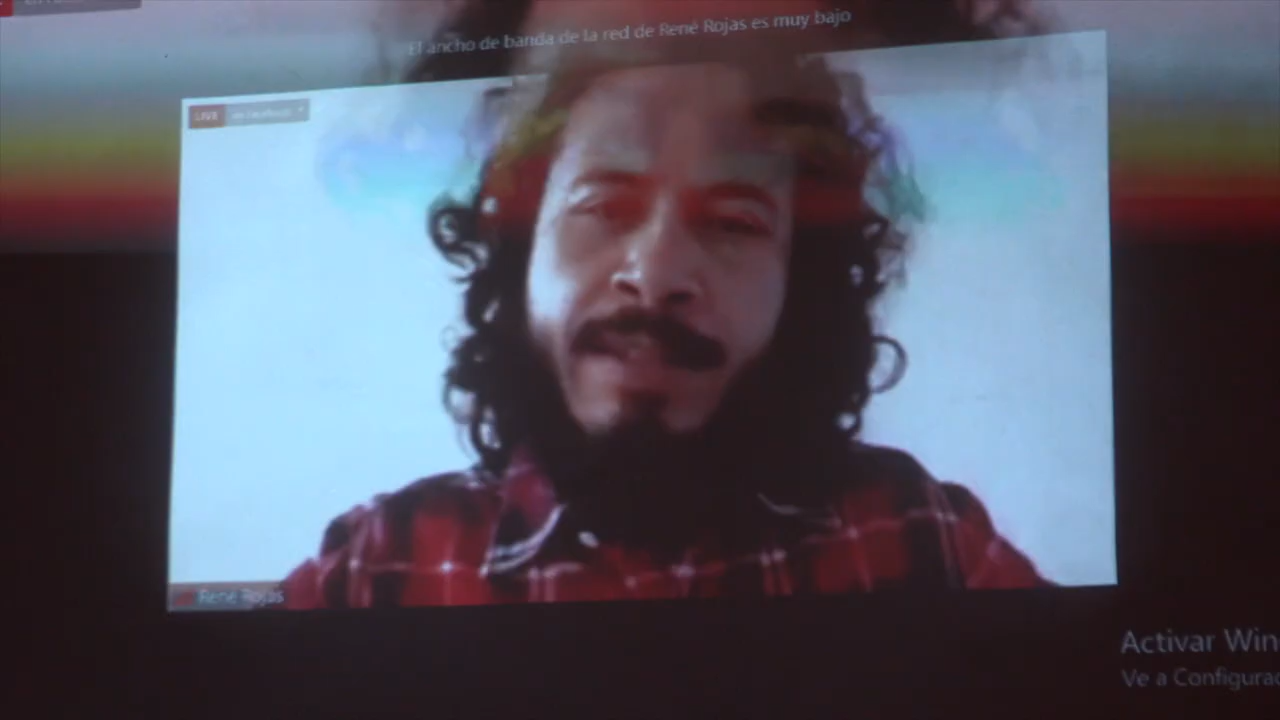 El ancho de banda de la red de René Rojas es muy bajo
LIVE
René Rojas
Activar Win
Ve a Configurac